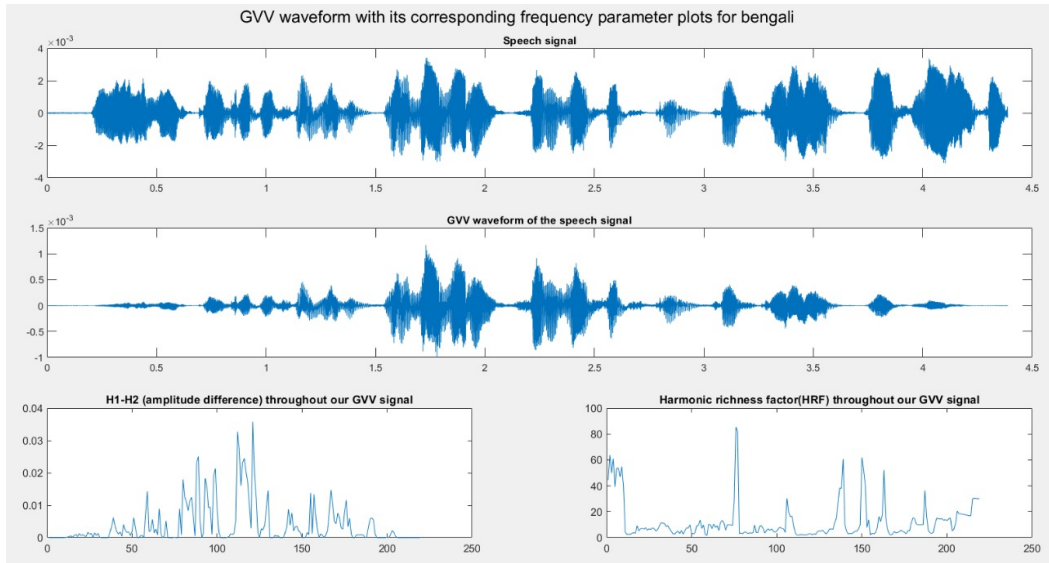 GVV waveform with its corresponding frequency parameter plots for bengali
Speech signal
×10⁻³
4
2
0
-2
-4
0 0.5 1 1.5 2 2.5 3 3.5 4 4.5
GVV waveform of the speech signal
×10⁻³
1.5
1
0.5
0
-0.5
-1
0 0.5 1 1.5 2 2.5 3 3.5 4 4.5
H1-H2 (amplitude difference) throughout our GVV signal
0.04
0.03
0.02
0.01
0
0 50 100 150 200 250
Harmonic richness factor(HRF) throughout our GVV signal
100
80
60
40
20
0
0 50 100 150 200 250